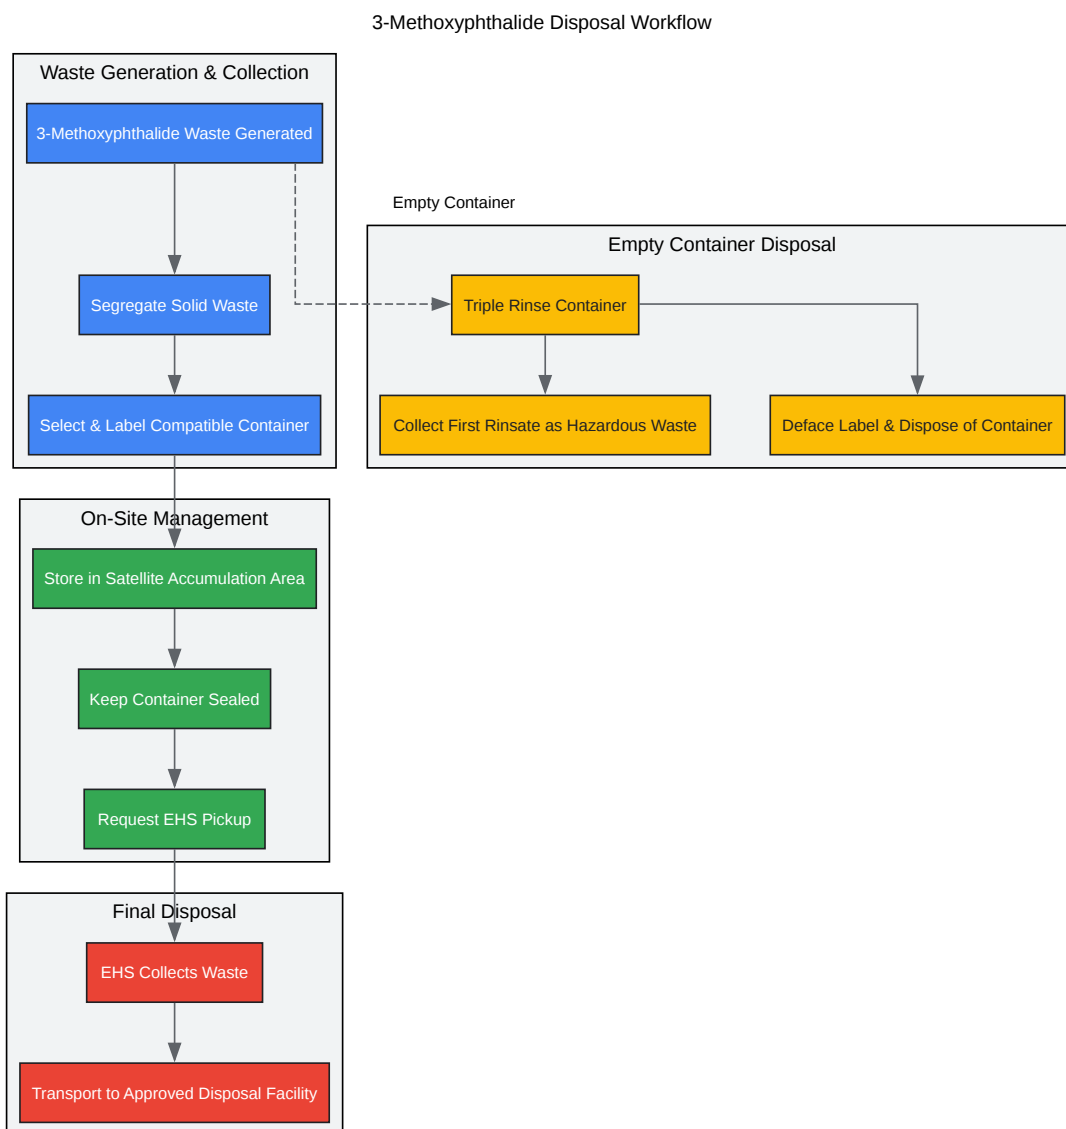 3-Methoxyphthalide Disposal Workflow
Waste Generation & Collection
3-Methoxyphthalide Waste Generated
Segregate Solid Waste
Select & Label Compatible Container
Empty Container
Empty Container Disposal
Triple Rinse Container
Collect First Rinsate as Hazardous Waste
Deface Label & Dispose of Container
On-Site Management
Store in Satellite Accumulation Area
Keep Container Sealed
Request EHS Pickup
Final Disposal
EHS Collects Waste
Transport to Approved Disposal Facility